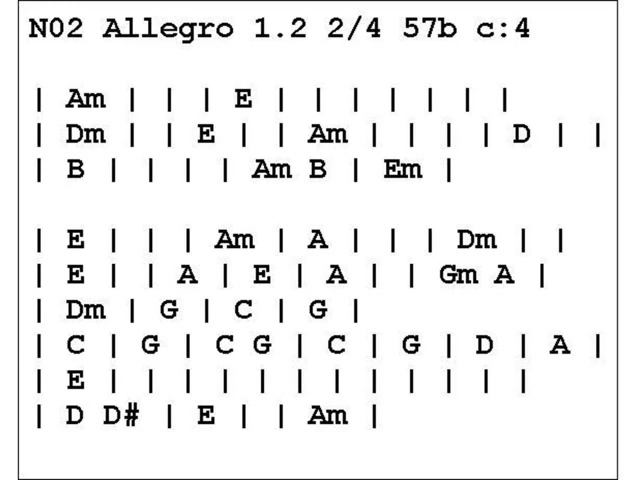 N02 Allegro 1.2 2/4 57b c:4
| Am | | | E | | | | | | |
| Dm | | E | | Am | | | | D | |
| B | | | | Am B | Em |
| E | | | Am | A | | | Dm | |
| E | | A | E | A | | Gm A |
| Dm | G | C | G |
| C | G | C G | C | G | D | A |
| E | | | | | | | | | | | |
| D D# | E | | Am |